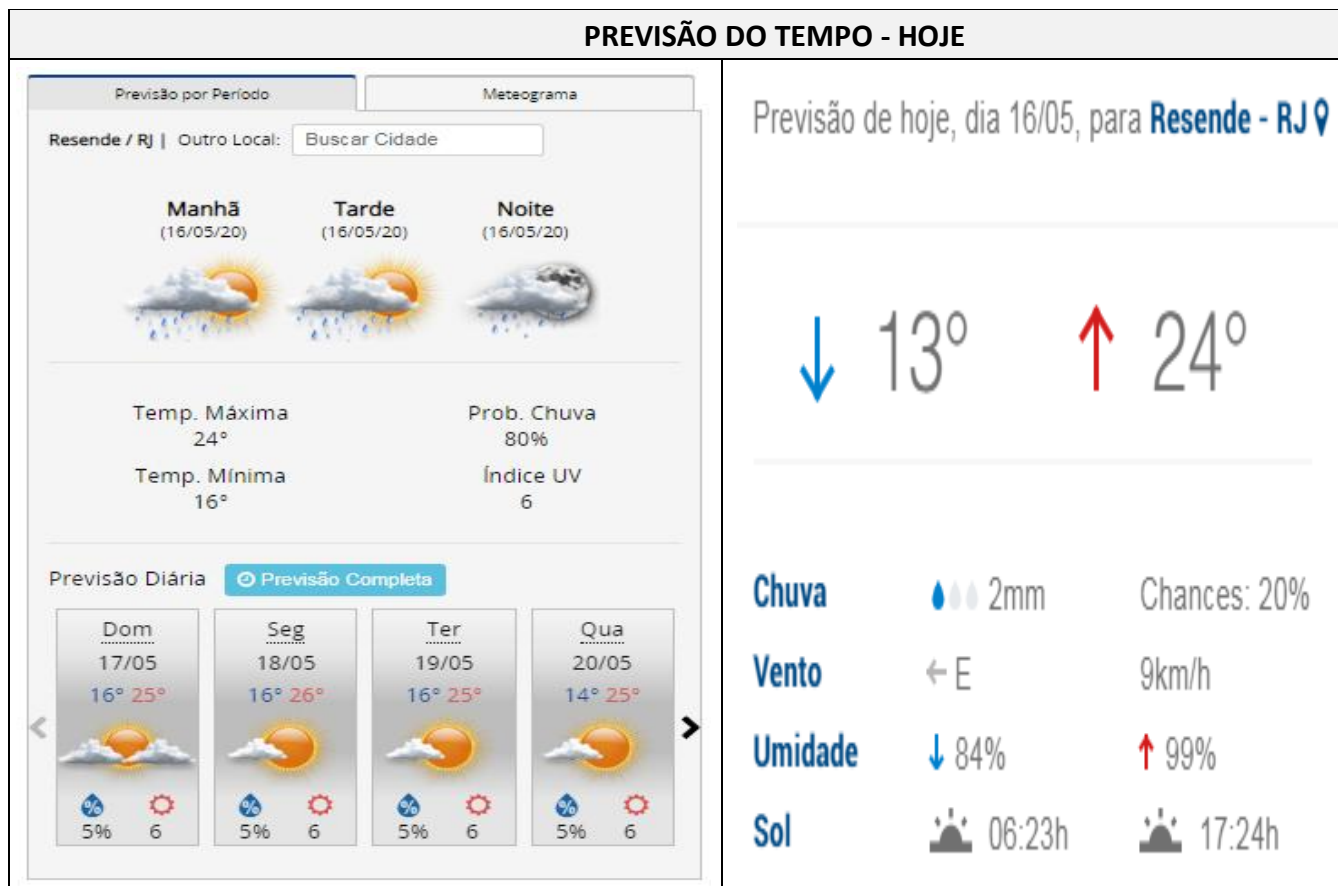 PREVISÃO DO TEMPO - HOJE
Previsão por Período
Meteograma
Resende / RJ | Outro Local: Buscar Cidade
Manhã Tarde Noite
(16/05/20) (16/05/20) (16/05/20)
Temp. Máxima Prob. Chuva
24° 80%
Temp. Mínima Índice UV
16° 6
Previsão Diária Previsão Completa
Dom Seg Ter Qua
17/05 18/05 19/05 20/05
16° 25° 16° 26° 16° 25° 14° 25°
% % % %
5% 6 5% 6 5% 6 5% 6
Previsão de hoje, dia 16/05, para Resende - RJ
13° 24°
Chuva 2mm Chances: 20%
Vento E 9km/h
Umidade 84% 99%
Sol 06:23h 17:24h